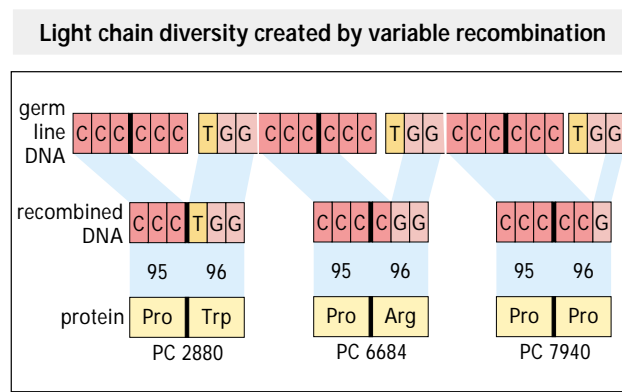 Light chain diversity created by variable recombination
germ line DNA
C C C C C C T G G C C C C C C T G G C C C C C C T G G
recombined DNA
C C C T G G C C C C G G C C C C C G
95 96 95 96 95 96
protein Pro Trp Pro Arg Pro Pro
PC 2880 PC 6684 PC 7940